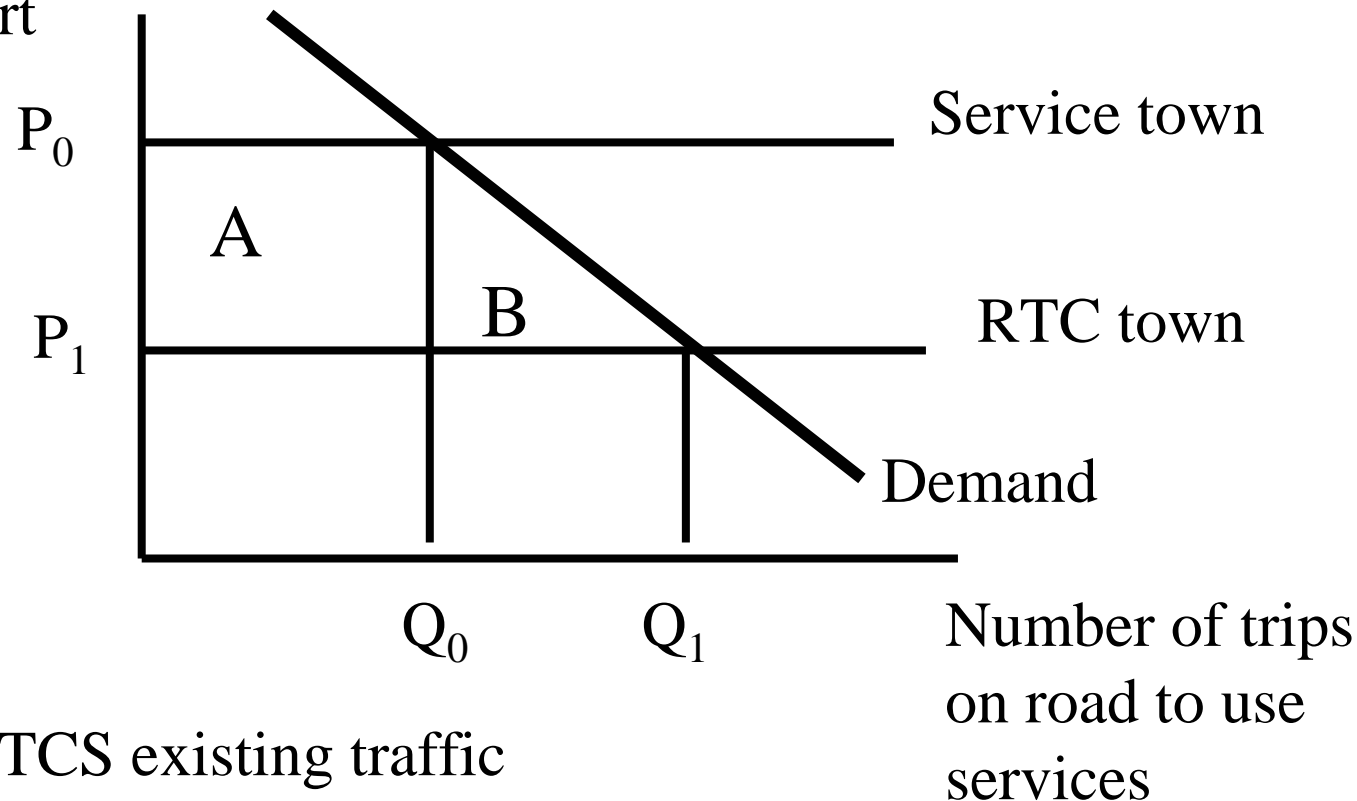 rt
P0
Service town
A
B
P1
RTC town
Demand
Q0
Q1
Number of trips
on road to use
services
TCS existing traffic